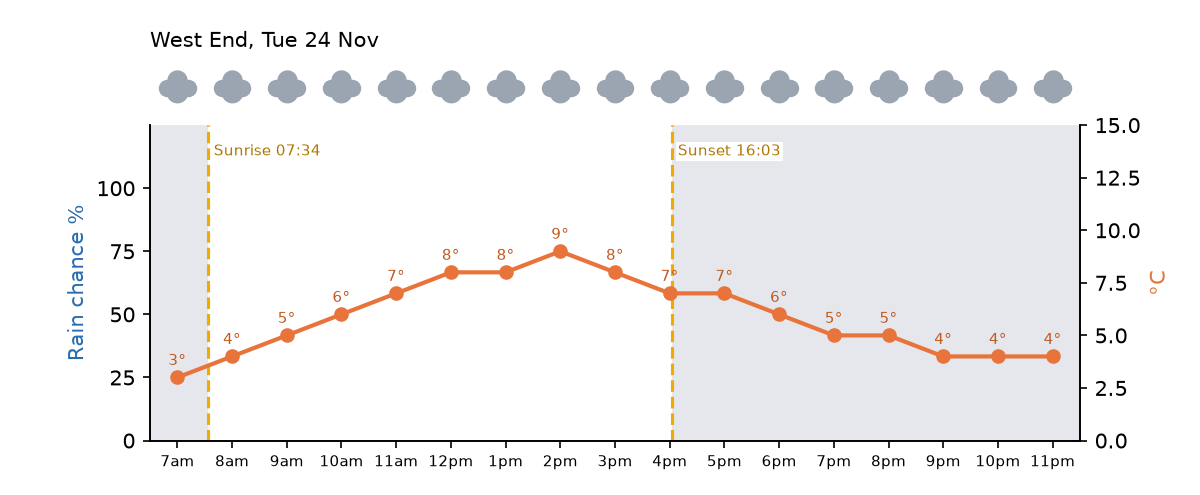 West End, Tue 24 Nov
Sunrise 07:34
Sunset 16:03
Rain chance %
100
75
50
25
0
15.0
12.5
10.0
7.5
5.0
2.5
0.0
°C
3° 4° 5° 6° 7° 8° 8° 9° 8° 7° 7° 6° 5° 5° 4° 4° 4°
7am 8am 9am 10am 11am 12pm 1pm 2pm 3pm 4pm 5pm 6pm 7pm 8pm 9pm 10pm 11pm